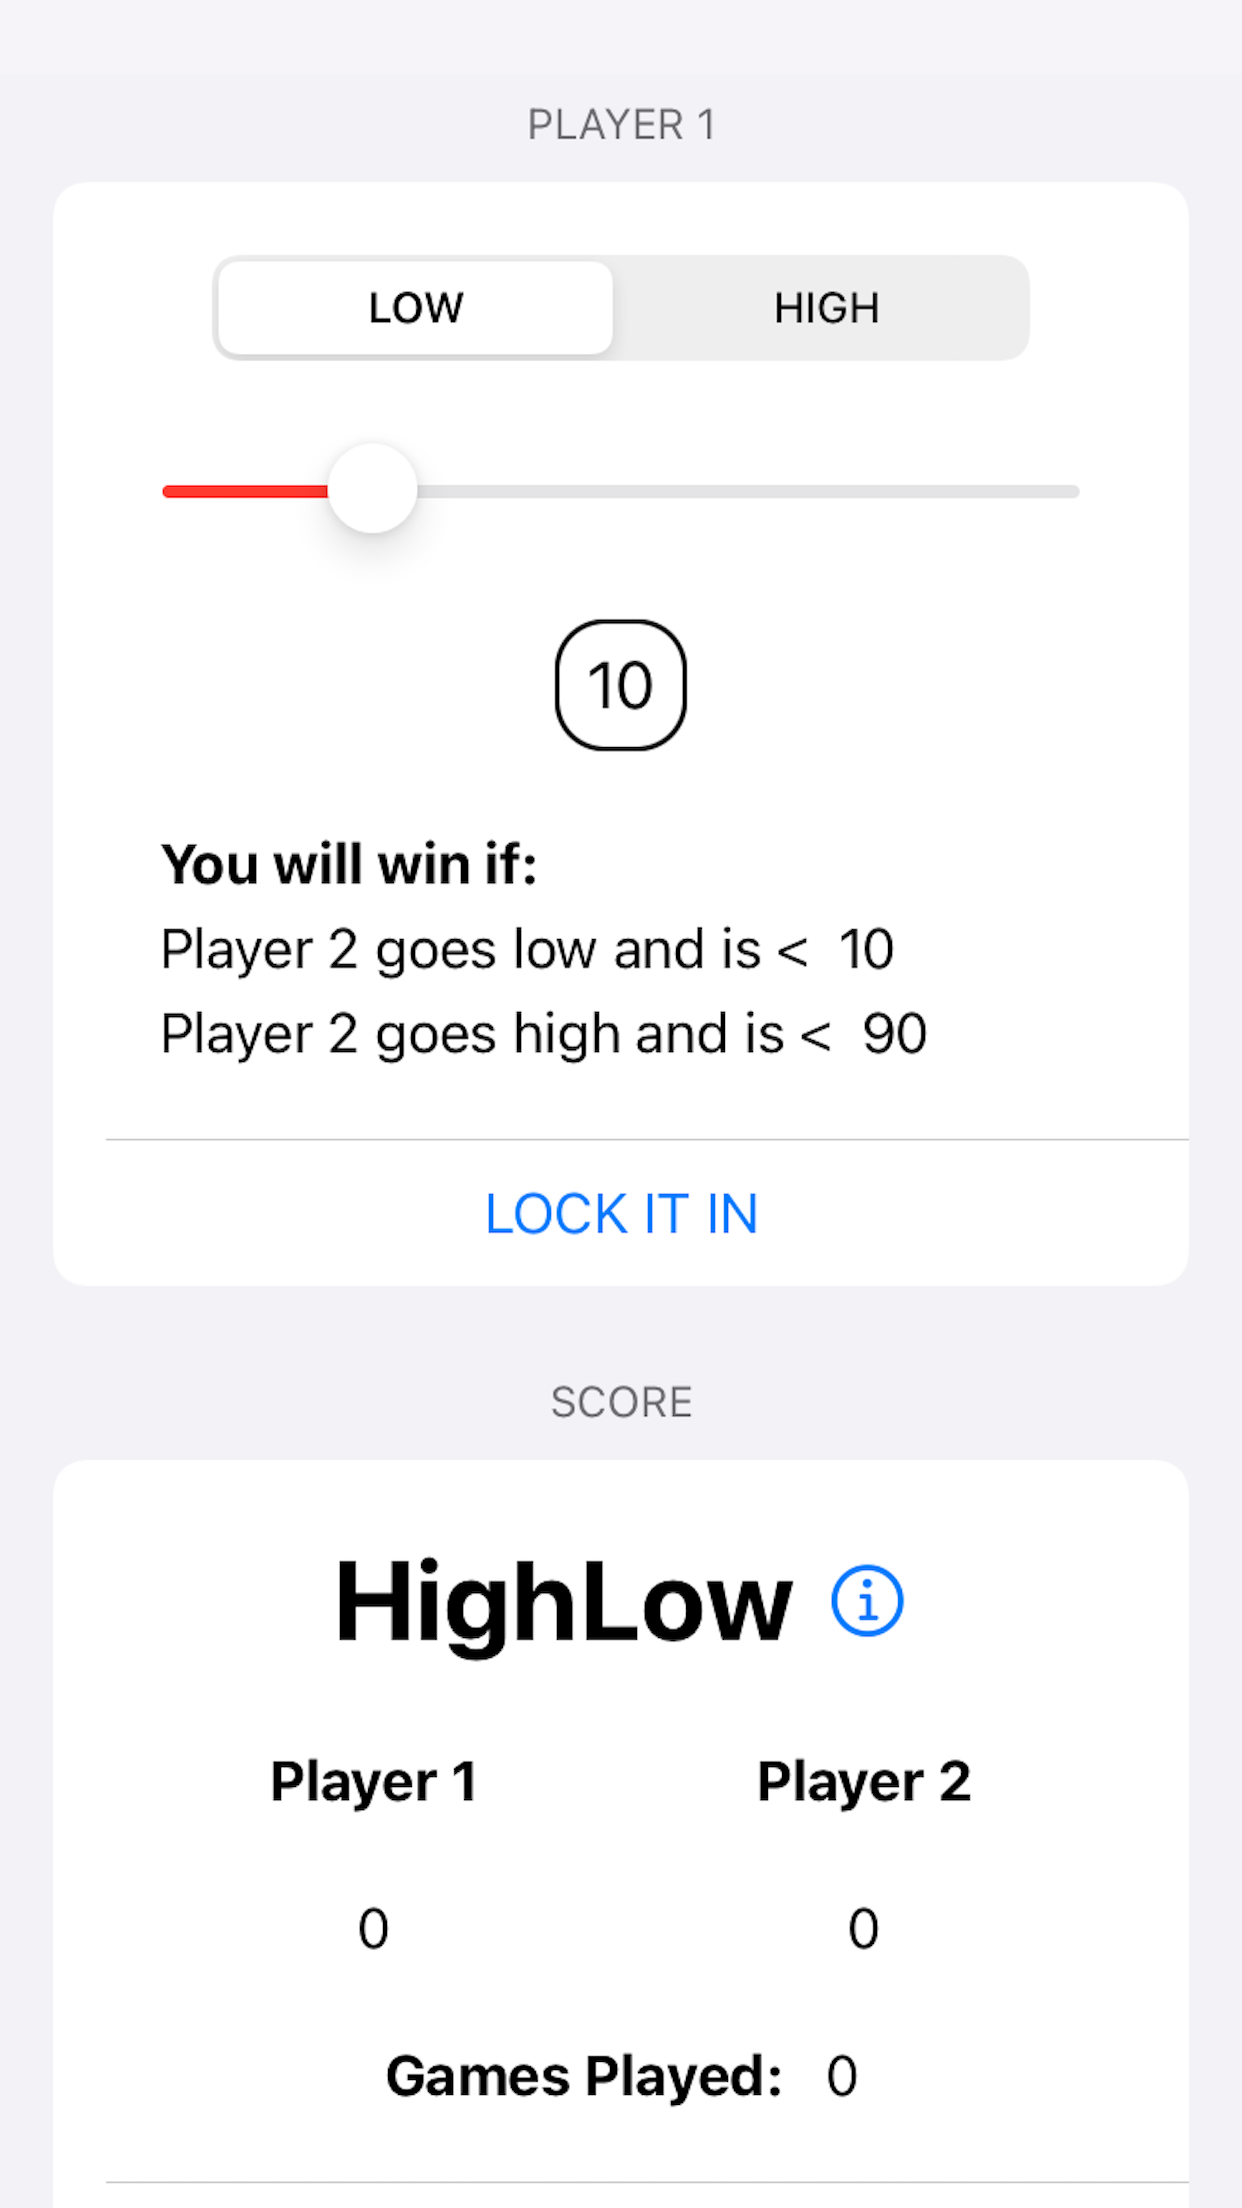 PLAYER 1
LOW HIGH
10
You will win if:
Player 2 goes low and is < 10
Player 2 goes high and is < 90
LOCK IT IN
SCORE
HighLow i
Player 1 Player 2
0 0
Games Played: 0